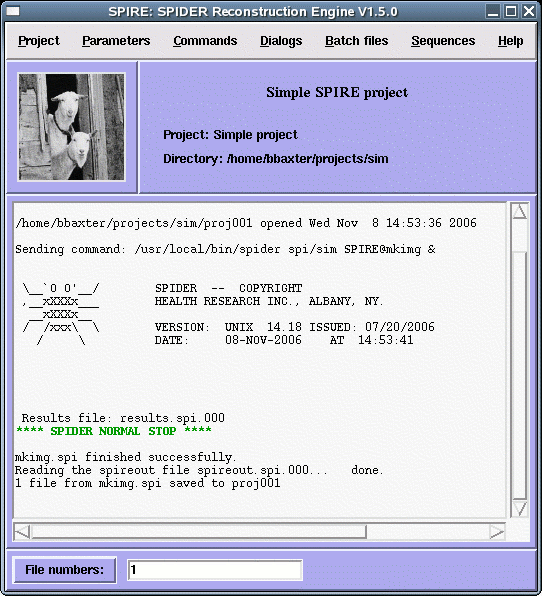 SPIRE: SPIDER Reconstruction Engine V1.5.0
Project Parameters Commands Dialogs Batch files Sequences Help
Simple SPIRE project
Project: Simple project
Directory: /home/bbaxter/projects/sim
/home/bbaxter/projects/sim/proj001 opened Wed Nov  8 14:53:36 2006
Sending command: /usr/local/bin/spider spi/sim SPIRE@mkimg &
\__`O O'__/        SPIDER  --  COPYRIGHT
,__xXXXx___        HEALTH RESEARCH INC., ALBANY, NY.
__xXXXx__
/  /xxx\  \        VERSION:  UNIX  14.18 ISSUED: 07/20/2006
/     \          DATE:     08-NOV-2006    AT  14:53:41
Results file: results.spi.000
**** SPIDER NORMAL STOP ****
mkimg.spi finished successfully.
Reading the spireout file spireout.spi.000...   done.
1 file from mkimg.spi saved to proj001
File numbers: 1